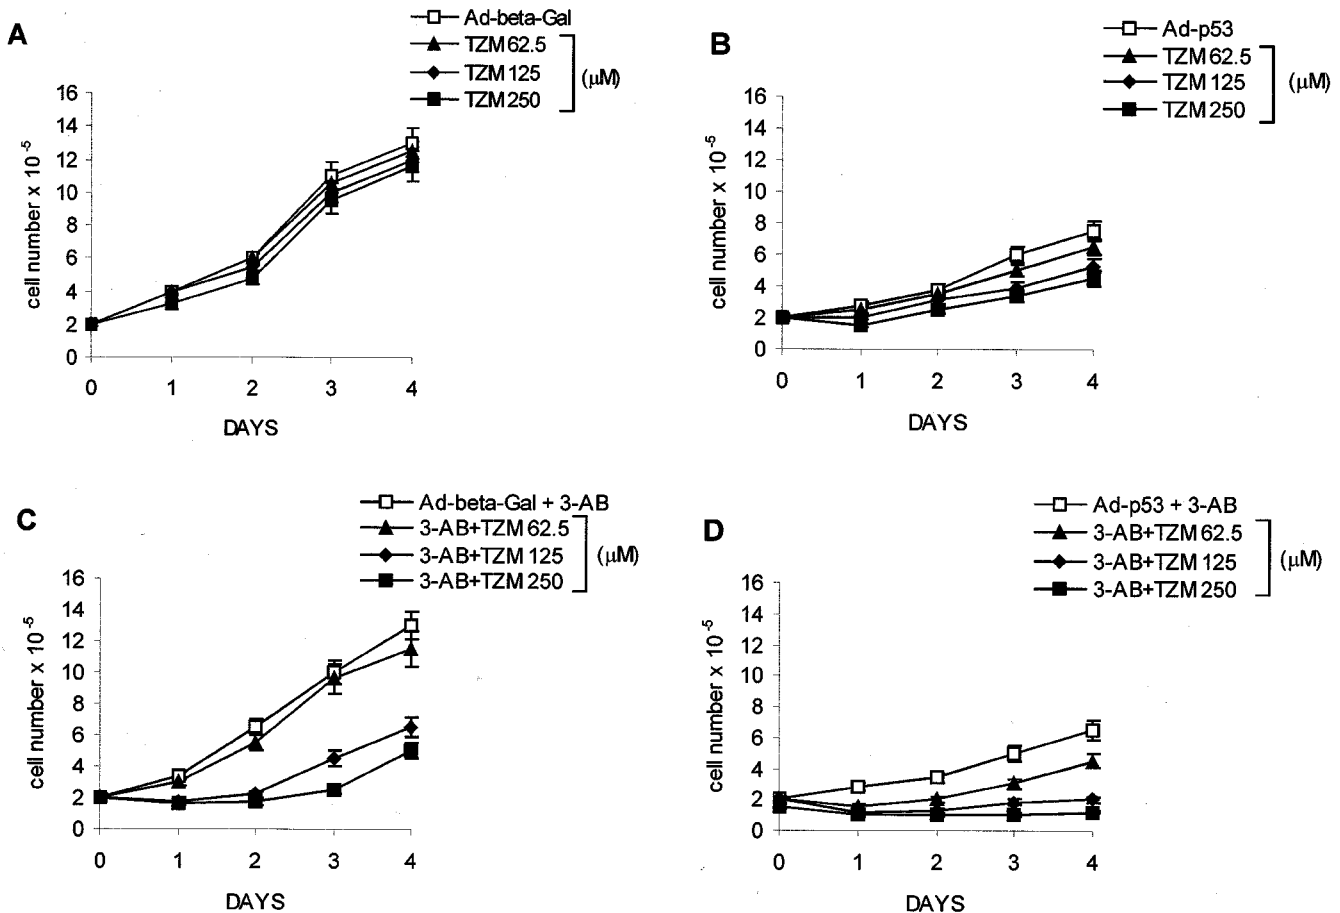 A
Ad-beta-Gal
TZM 62.5
TZM 125
TZM 250
(μM)
16
14
12
10
8
6
4
2
0
cell number x 10-5
0 1 2 3 4
DAYS
B
Ad-p53
TZM 62.5
TZM 125
TZM 250
(μM)
16
14
12
10
8
6
4
2
0
cell number x 10-5
0 1 2 3 4
DAYS
C
Ad-beta-Gal + 3-AB
3-AB+TZM 62.5
3-AB+TZM 125
3-AB+TZM 250
(μM)
16
14
12
10
8
6
4
2
0
cell number x 10-5
0 1 2 3 4
DAYS
D
Ad-p53 + 3-AB
3-AB+TZM 62.5
3-AB+TZM 125
3-AB+TZM 250
(μM)
16
14
12
10
8
6
4
2
0
cell number x 10-5
0 1 2 3 4
DAYS